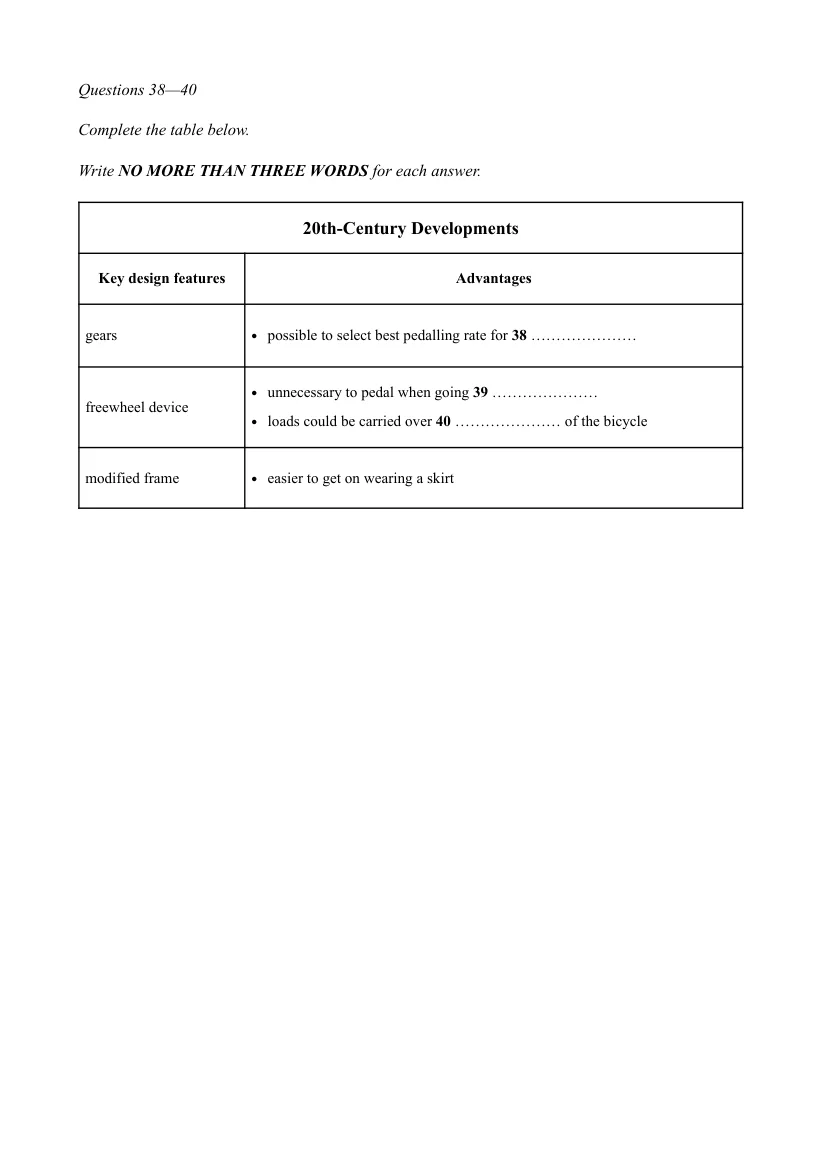 Questions 38—40
Complete the table below.
Write NO MORE THAN THREE WORDS for each answer.
20th-Century Developments
Key design features Advantages
gears • possible to select best pedalling rate for 38 …………………
freewheel device
• unnecessary to pedal when going 39 …………………
• loads could be carried over 40 ………………… of the bicycle
modified frame • easier to get on wearing a skirt